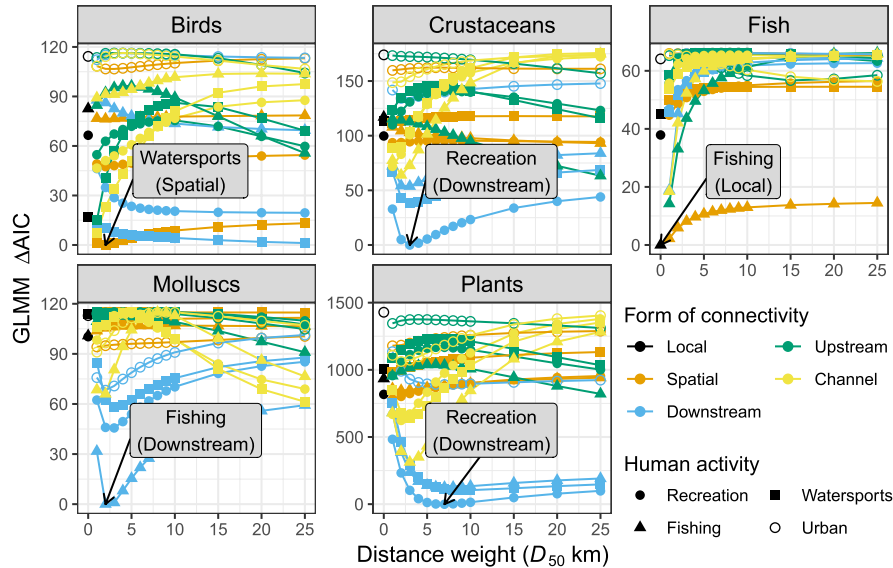 Birds
Crustaceans
Fish
120
90
60
30
0
150
100
50
0
60
40
20
0
Watersports
(Spatial)
Recreation
(Downstream)
Fishing
(Local)
0 5 10 15 20 25
GLMM ΔAIC
Molluscs
Plants
120
90
60
30
0
1500
1000
500
0
Fishing
(Downstream)
Recreation
(Downstream)
0 5 10 15 20 25
0 5 10 15 20 25
Distance weight (D50 km)
Form of connectivity
Local
Upstream
Spatial
Channel
Downstream
Human activity
Recreation
Watersports
Fishing
Urban